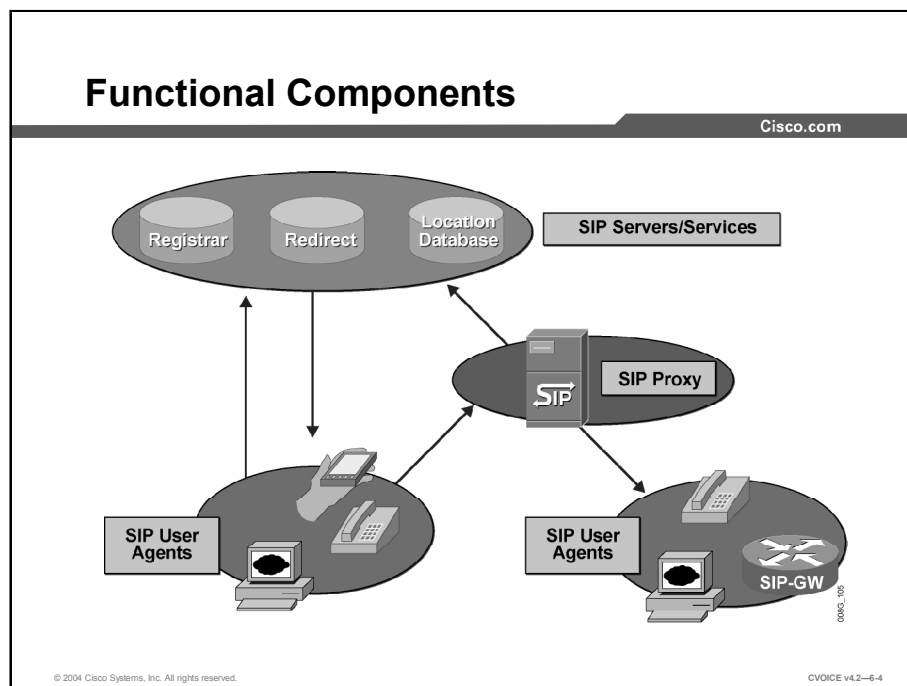 Functional Components
Cisco.com
Registrar
Redirect
Location
Database
SIP Servers/Services
SIP
SIP Proxy
SIP User
Agents
SIP User
Agents
SIP-GW
008G_105
© 2004 Cisco Systems, Inc. All rights reserved.
CVOICE v4.2—6-4